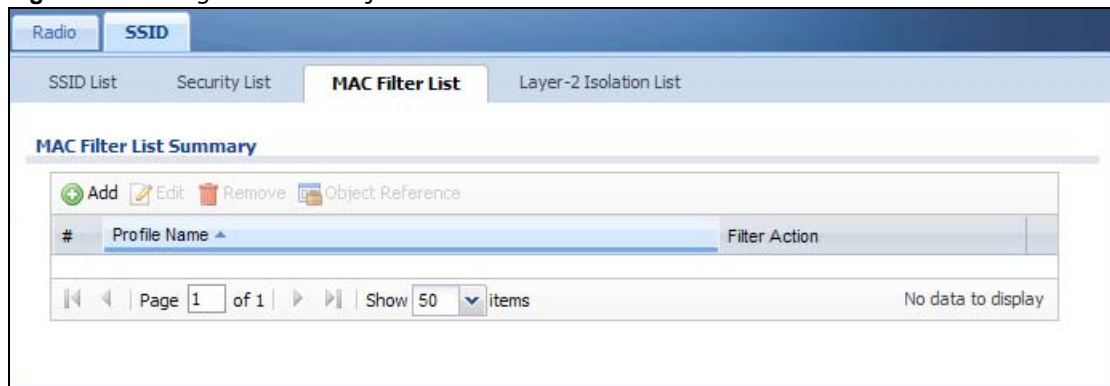 Radio SSID
SSID List Security List MAC Filter List Layer-2 Isolation List
MAC Filter List Summary
Add Edit Remove Object Reference
# Profile Name Filter Action
Page 1 of 1 Show 50 items No data to display